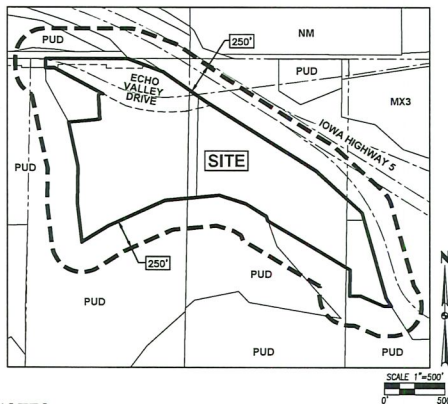 NM
PUD
250'
PUD
ECHO
VALLEY
DRIVE
MX3
IOWA HIGHWAY 5
SITE
PUD
250'
PUD
PUD
PUD
PUD
N
SCALE 1"=500'
0'